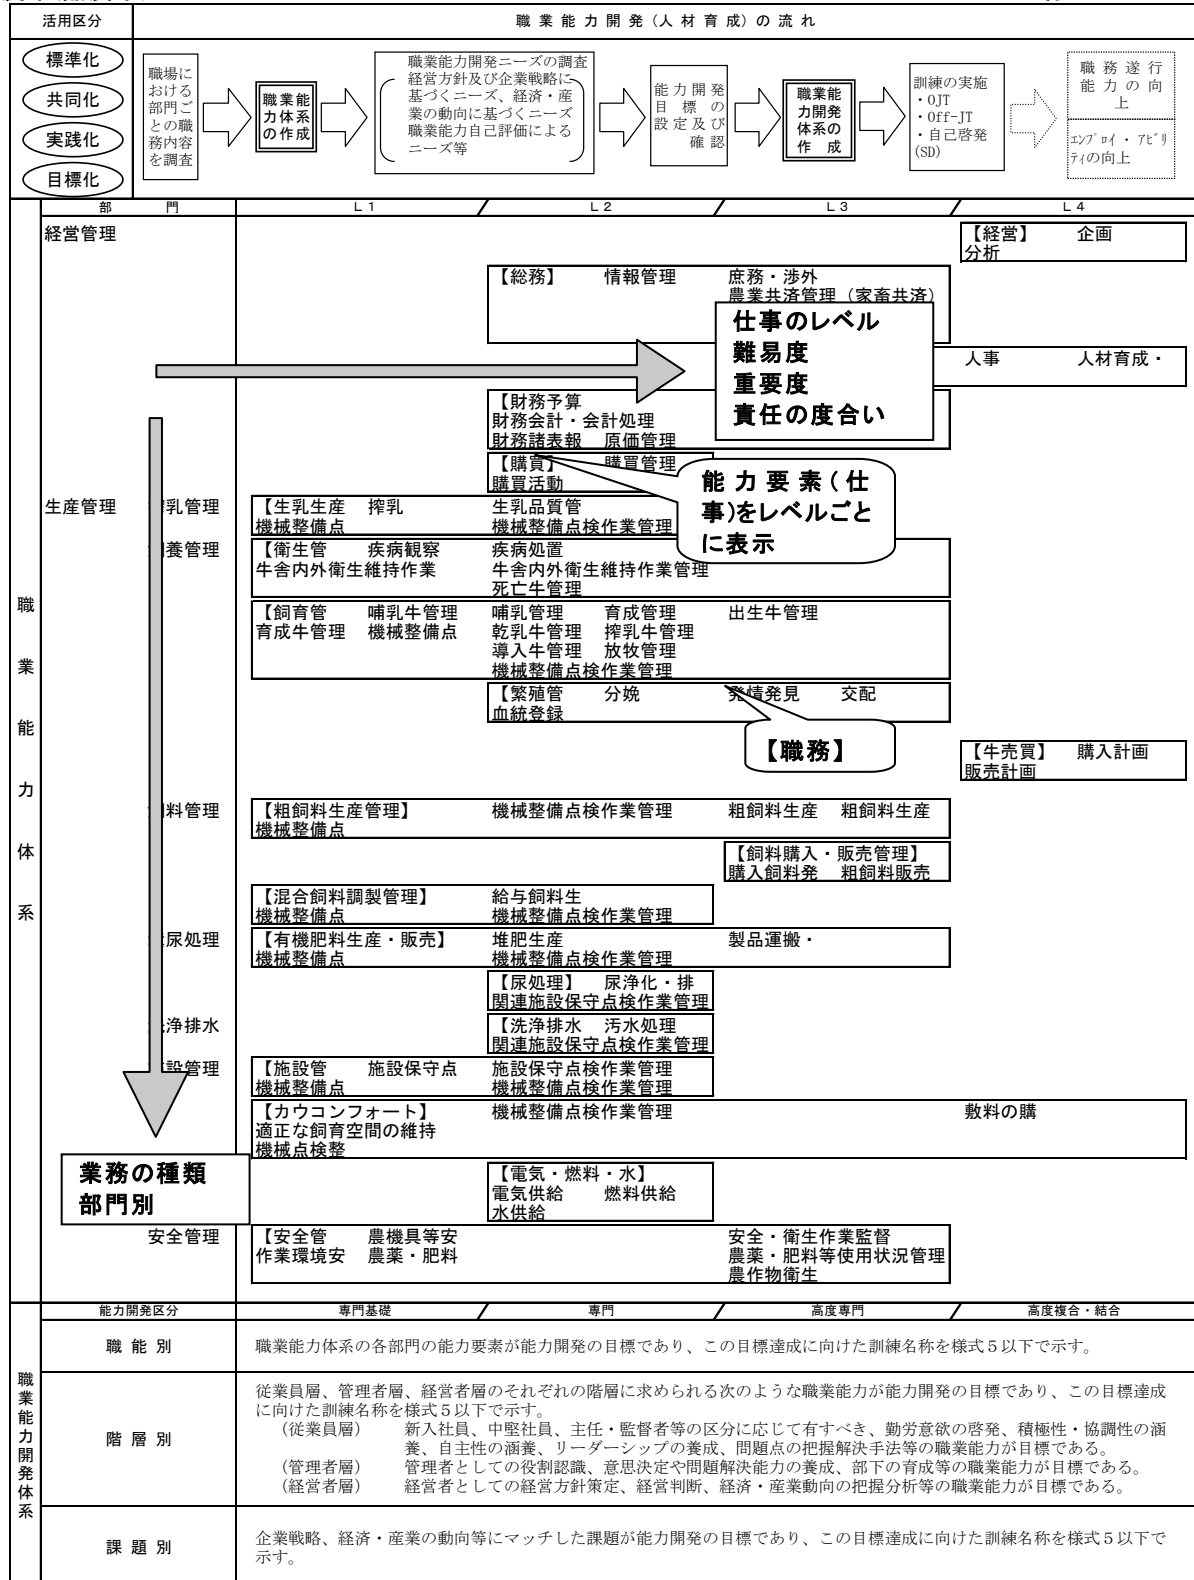 活用区分
職業能力開発(人材育成)の流れ
標準化
共同化
実践化
目標化
職場に
おける
部門ご
との職
務内容
を調査
職業能
力体系
の作成
職業能力開発ニーズの調査
経営方針及び企業戦略に
基づくニーズ、経済・産
業の動向に基づくニーズ
職業能力自己評価による
ニーズ等
能力開発
目標の
設定及び
確認
職業能
力開発
体系の
作成
訓練の実施
・OJT
・Off-JT
・自己啓発
(SD)
職務遂行
能力の向
上
ｴﾝﾌﾟﾛｲ・ｱﾋﾞﾘ
ﾃｨの向上
部門 L1 L2 L3 L4
職業能力体系
経営管理 【経営】 企画
分析
【総務】 情報管理 庶務・渉外
農業共済管理(家畜共済)
仕事のレベル
難易度
重要度
責任の度合い
人事 人材育成・
【財務予算
財務会計・会計処理
財務諸表報 原価管理
【購買】 購買管理
購買活動
能力要素(仕
事)をレベルごと
に表示
生産管理 乳管理 【生乳生産 搾乳 生乳品質管
機械整備点 機械整備点検作業管理
養管理 【衛生管 疾病観察 疾病処置
牛舎内外衛生維持作業 牛舎内外衛生維持作業管理
死亡牛管理
【飼育管 哺乳牛管理 哺乳管理 育成管理 出生牛管理
育成牛管理 機械整備点 乾乳牛管理 搾乳牛管理
導入牛管理 放牧管理
機械整備点検作業管理
【繁殖管 分娩 発情発見 交配
血統登録
【職務】
【牛売買】 購入計画
販売計画
料管理 【粗飼料生産管理】 機械整備点検作業管理 粗飼料生産 粗飼料生産
機械整備点
【飼料購入・販売管理】
購入飼料発 粗飼料販売
【混合飼料調製管理】 給与飼料生
機械整備点 機械整備点検作業管理
尿処理 【有機肥料生産・販売】 堆肥生産 製品運搬・
機械整備点 機械整備点検作業管理
【尿処理】 尿浄化・排
関連施設保守点検作業管理
浄排水 【洗浄排水 汚水処理
関連施設保守点検作業管理
設管理 【施設管 施設保守点 施設保守点検作業管理
機械整備点 機械整備点検作業管理
【カウコンフォート】 機械整備点検作業管理 敷料の購
適正な飼育空間の維持
機械点検整
業務の種類
部門別
【電気・燃料・水】
電気供給 燃料供給
水供給
安全管理 【安全管 農機具等安 安全・衛生作業監督
作業環境安 農薬・肥料 農薬・肥料等使用状況管理
農作物衛生
職業能力開発体系
能力開発区分 専門基礎 専門 高度専門 高度複合・結合
職能別 職業能力体系の各部門の能力要素が能力開発の目標であり、この目標達成に向けた訓練名称を様式5以下で示す。
階層別
従業員層、管理者層、経営者層のそれぞれの階層に求められる次のような職業能力が能力開発の目標であり、この目標達成
に向けた訓練名称を様式5以下で示す。
(従業員層) 新入社員、中堅社員、主任・監督者等の区分に応じて有すべき、勤労意欲の啓発、積極性・協調性の涵
養、自主性の涵養、リーダーシップの養成、問題点の把握解決手法等の職業能力が目標である。
(管理者層) 管理者としての役割認識、意思決定や問題解決能力の養成、部下の育成等の職業能力が目標である。
(経営者層) 経営者としての経営方針策定、経営判断、経済・産業動向の把握分析等の職業能力が目標である。
課題別
企業戦略、経済・産業の動向等にマッチした課題が能力開発の目標であり、この目標達成に向けた訓練名称を様式5以下で
示す。